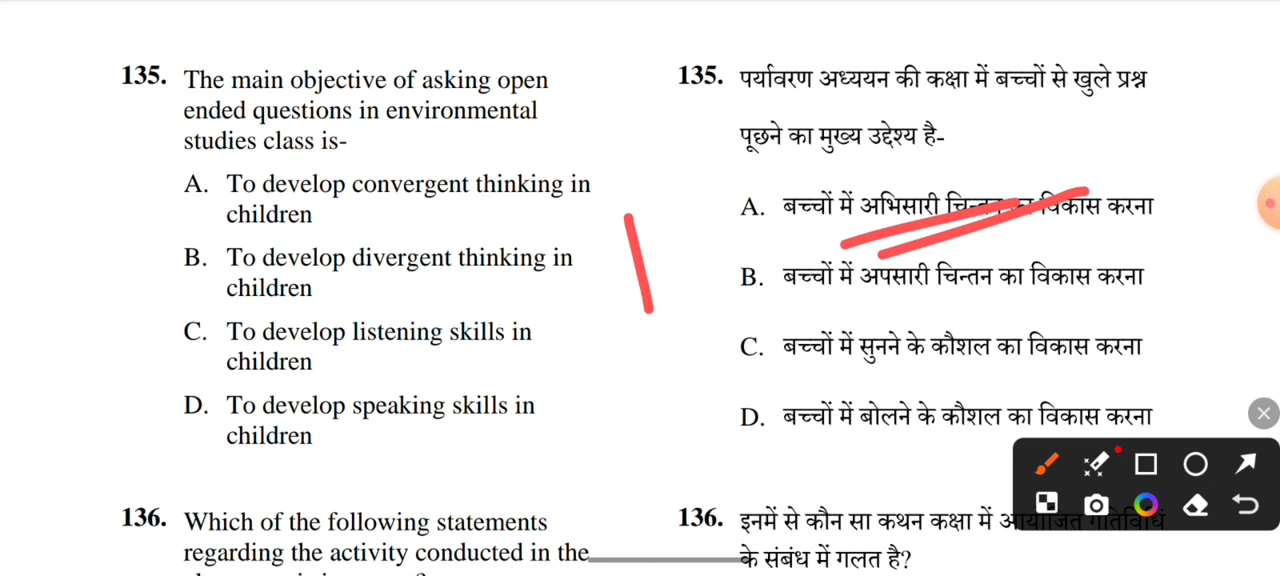 135. The main objective of asking open
ended questions in environmental
studies class is-
A. To develop convergent thinking in
children
B. To develop divergent thinking in
children
C. To develop listening skills in
children
D. To develop speaking skills in
children
136. Which of the following statements
regarding the activity conducted in the
135. पर्यावरण अध्ययन की कक्षा में बच्चों से खुले प्रश्न
पूछने का मुख्य उद्देश्य है-
A. बच्चों में अभिसारी चिन्तन का विकास करना
B. बच्चों में अपसारी चिन्तन का विकास करना
C. बच्चों में सुनने के कौशल का विकास करना
D. बच्चों में बोलने के कौशल का विकास करना
136. इनमें से कौन सा कथन कक्षा में आयोजित गतिविधि
के संबंध में गलत है?